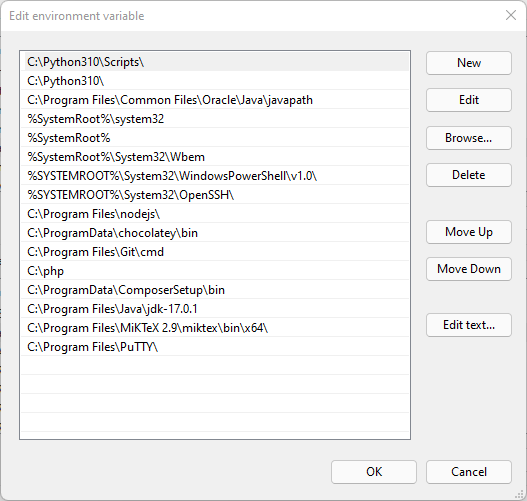 Edit environment variable
C:\Python310\Scripts\
C:\Python310\
C:\Program Files\Common Files\Oracle\Java\javapath
%SystemRoot%\system32
%SystemRoot%
%SystemRoot%\System32\Wbem
%SYSTEMROOT%\System32\WindowsPowerShell\v1.0\
%SYSTEMROOT%\System32\OpenSSH\
C:\Program Files\nodejs\
C:\ProgramData\chocolatey\bin
C:\Program Files\Git\cmd
C:\php
C:\ProgramData\ComposerSetup\bin
C:\Program Files\Java\jdk-17.0.1
C:\Program Files\MiKTeX 2.9\miktex\bin\x64\
C:\Program Files\PuTTY\
New
Edit
Browse...
Delete
Move Up
Move Down
Edit text...
OK
Cancel